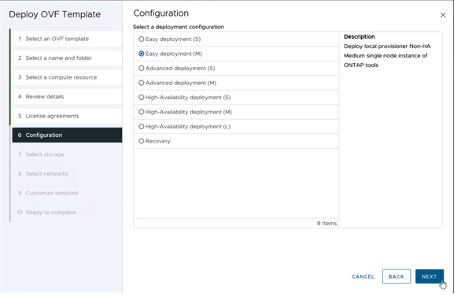 Deploy OVF Template
1 Select an OVF template
2 Select a name and folder
3 Select a compute resource
4 Review details
5 License agreements
6 Configuration
7 Select storage
8 Select networks
9 Customize template
10 Ready to complete
Configuration
Select a deployment configuration
Easy deployment (S)
Easy deployment (M)
Advanced deployment (S)
Advanced deployment (M)
High-Availability deployment (S)
High-Availability deployment (M)
High-Availability deployment (L)
Recovery
8 items
Description
Deploy local provisioner Non-HA
Medium single node instance of
ONTAP tools
CANCEL
BACK
NEXT